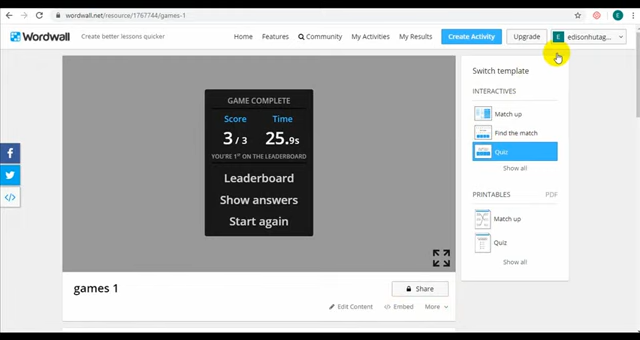 wordwall.net/resource/1767744/games-1
Wordwall
Create better lessons quicker
Home
Features
Community
My Activities
My Results
Create Activity
Upgrade
E
edisonhutag...
GAME COMPLETE
Score
Time
3 / 3
25.9s
YOU'RE 1ST ON THE LEADERBOARD
Leaderboard
Show answers
Start again
Switch template
INTERACTIVES
Match up
Find the match
Quiz
Show all
PRINTABLES
PDF
Match up
Quiz
Show all
games 1
Share
Edit Content
Embed
More